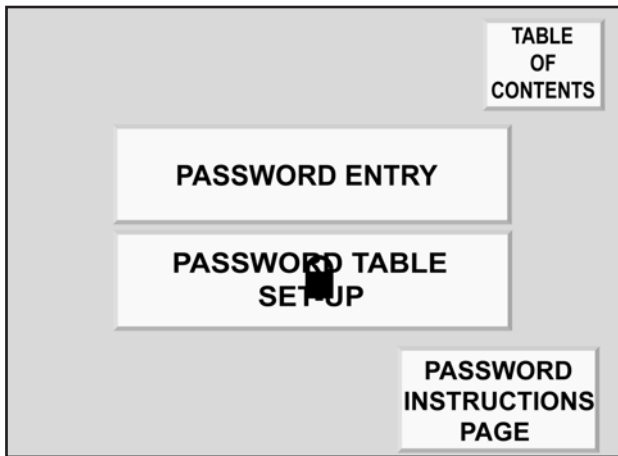 TABLE
OF
CONTENTS
PASSWORD ENTRY
PASSWORD TABLE
SET-UP
PASSWORD
INSTRUCTIONS
PAGE